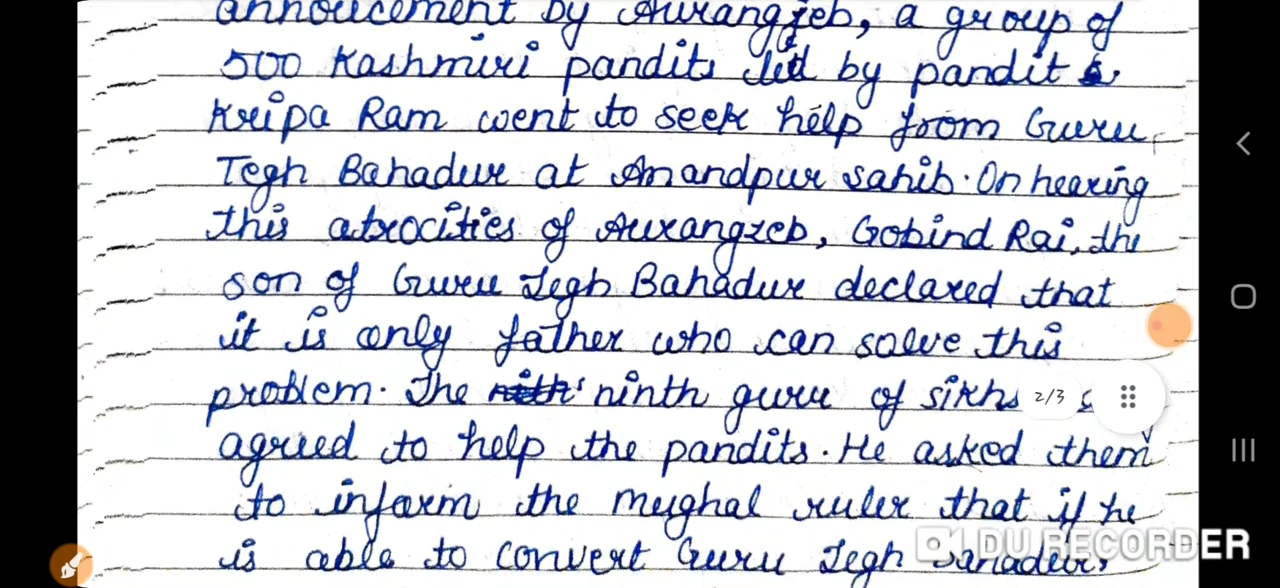 annoucement by Aurangzeb, a group of
500 Kashmiri pandits led by pandit
Kripa Ram went to seek help from Guru
Tegh Bahadur at Anandpur sahib. On hearing
this atrocities of Aurangzeb, Gobind Rai, the
son of Guru Tegh Bahadur declared that
it is only father who can solve this
problem. The ninth guru of sikhs
2/3
agreed to help the pandits. He asked them
to inform the mughal ruler that if he
is able to convert Guru Tegh Bahadur,
DU RECORDER